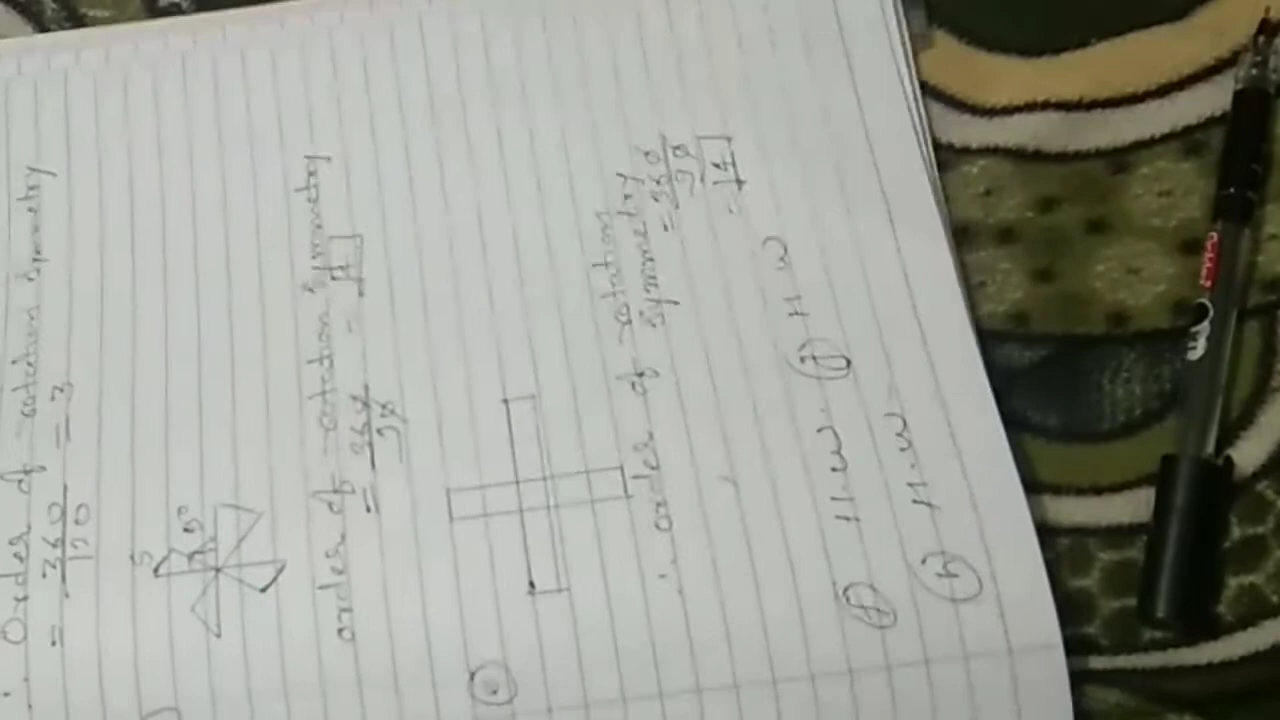 ∴ Order of rotation Symmetry
= 360/120 = 3
S
90°
order of rotation Symmetry
= 360/90 = 4
(e)
∴ order of rotation
symmetry
= 360/90
= 4
(f) H.W. (g) H.W
(h) H.W